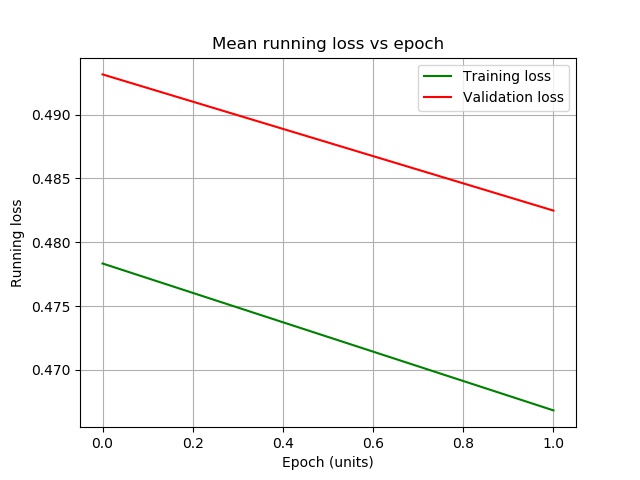 Mean running loss vs epoch
Training loss
Validation loss
0.490
0.485
0.480
0.475
0.470
Running loss
0.0 0.2 0.4 0.6 0.8 1.0
Epoch (units)